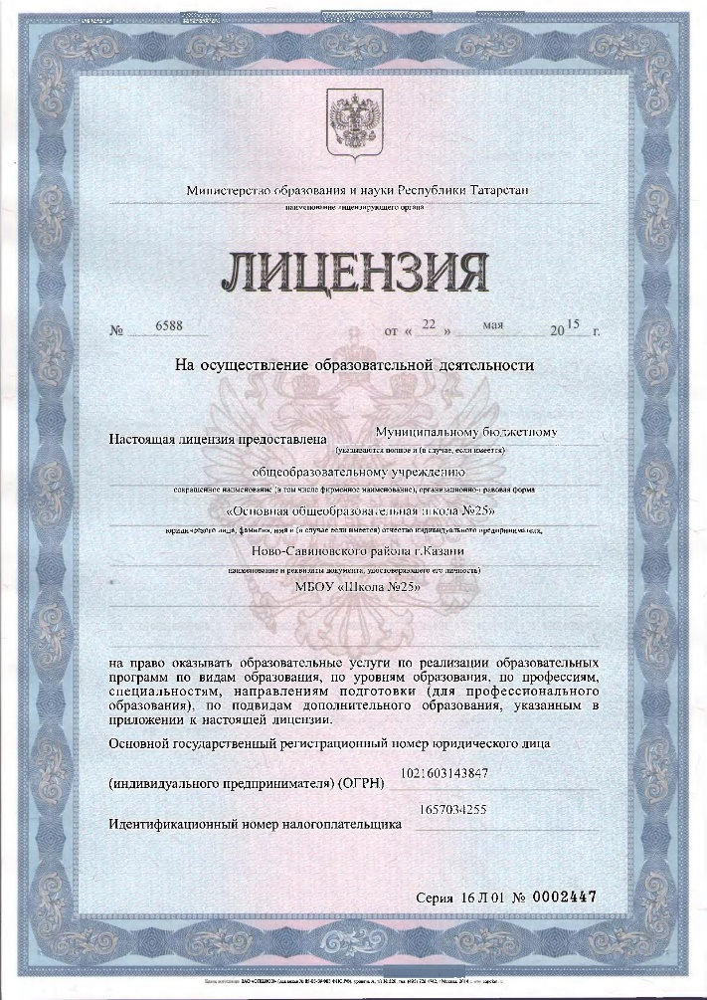 Министерство образования и науки Республики Татарстан
наименование лицензирующего органа
ЛИЦЕНЗИЯ
№ 6588 от « 22 » мая 2015 г.
На осуществление образовательной деятельности
Настоящая лицензия предоставлена Муниципальному бюджетному
(указываются полное и (в случае, если имеется)
общеобразовательному учреждению
сокращенное наименование (в том числе фирменное наименование), организационно-правовая форма
«Основная общеобразовательная школа №25»
юридического лица, фамилия, имя и (в случае если имеется) отчество индивидуального предпринимателя,
Ново-Савиновского района г.Казани
наименование и реквизиты документа, удостоверяющего его личность)
МБОУ «Школа №25»
на право оказывать образовательные услуги по реализации образовательных
программ по видам образования, по уровням образования, по профессиям,
специальностям, направлениям подготовки (для профессионального
образования), по подвидам дополнительного образования, указанным в
приложении к настоящей лицензии.
Основной государственный регистрационный номер юридического лица
(индивидуального предпринимателя) (ОГРН) 1021603143847
Идентификационный номер налогоплательщика 1657034255
Серия 16 Л 01 № 0002447